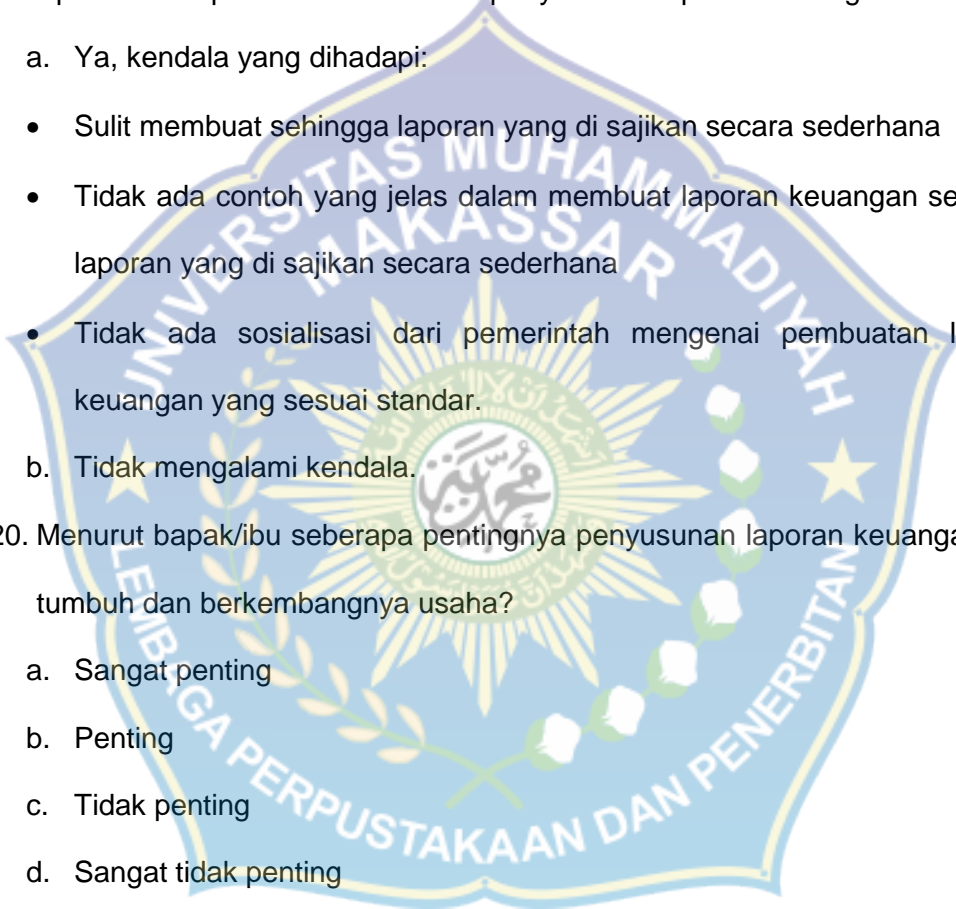 a. Ya, kendala yang dihadapi:
• Sulit membuat sehingga laporan yang di sajikan secara sederhana
• Tidak ada contoh yang jelas dalam membuat laporan keuangan se
laporan yang di sajikan secara sederhana
• Tidak ada sosialisasi dari pemerintah mengenai pembuatan l
keuangan yang sesuai standar.
b. Tidak mengalami kendala.
20. Menurut bapak/ibu seberapa pentingnya penyusunan laporan keuanga
tumbuh dan berkembangnya usaha?
a. Sangat penting
b. Penting
c. Tidak penting
d. Sangat tidak penting
UNIVERSITAS MUHAMMADIYAH
MAKASSAR
محمد
LEMBAGA PERPUSTAKAAN DAN PENERBITAN